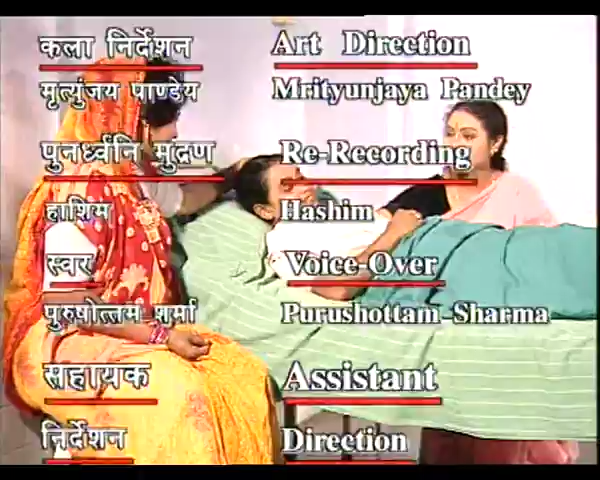 कला निर्देशन Art Direction
मृत्युंजय पाण्डेय Mrityunjaya Pandey
पुनर्ध्वनि मुद्रण Re-Recording
हाशिम Hashim
स्वर Voice-Over
पुरुषोत्तम शर्मा Purushottam Sharma
सहायक Assistant
निर्देशन Direction